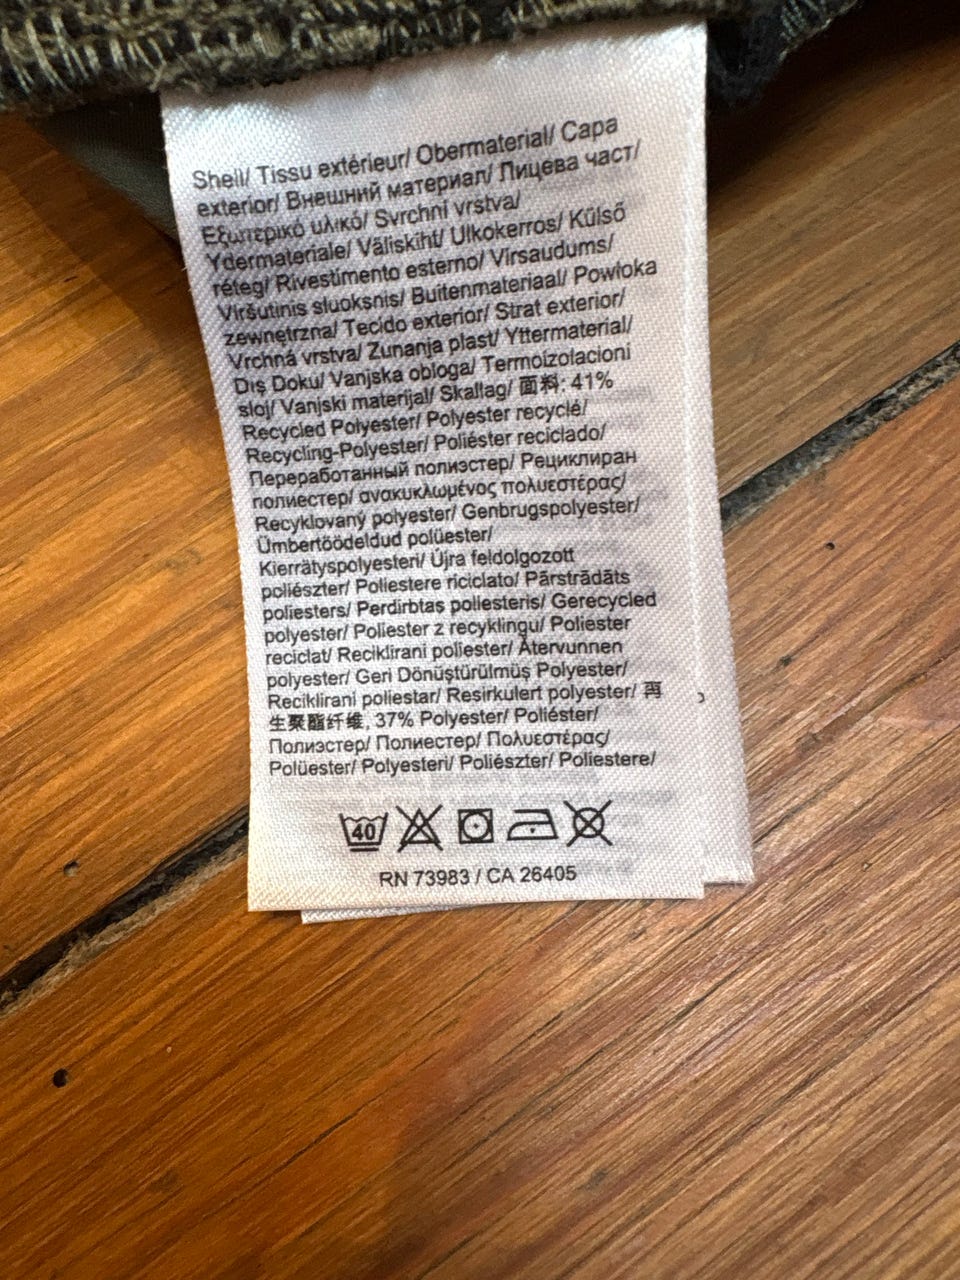 Shell/ Tissu extérieur/ Obermaterial/ Capa
exterior/ Внешний материал/ Лицева част/
Εξωτερικό υλικό/ Svrchní vrstva/
Ydermateriale/ Väliskiht/ Ulkokerros/ Külső
réteg/ Rivestimento esterno/ Virsaudums/
Viršutinis sluoksnis/ Buitenmateriaal/ Powłoka
zewnętrzna/ Tecido exterior/ Strat exterior/
Vrchná vrstva/ Zunanja plast/ Yttermaterial/
Dış Doku/ Vanjska obloga/ Termoizolacioni
sloj/ Vanjski materijal/ Skallag/ 面料: 41%
Recycled Polyester/ Polyester recyclé/
Recycling-Polyester/ Poliéster reciclado/
Переработанный полиэстер/ Рециклиран
полиестер/ ανακυκλωμένος πολυεστέρας/
Recyklovaný polyester/ Genbrugspolyester/
Ümbertöödeldud polüester/
Kierrätyspolyesteri/ Újra feldolgozott
poliészter/ Poliestere riciclato/ Pārstrādāts
poliesters/ Perdirbtas poliesteris/ Gerecycled
polyester/ Poliester z recyklingu/ Poliester
reciclat/ Reciklirani poliester/ Återvunnen
polyester/ Geri Dönüştürülmüş Polyester/
Reciklirani poliestar/ Resirkulert polyester/ 再
生聚酯纤维, 37% Polyester/ Poliéster/
Полиэстер/ Полиестер/ Πολυεστέρας/
Polüester/ Polyesteri/ Poliészter/ Poliestere/
40
RN 73983 / CA 26405